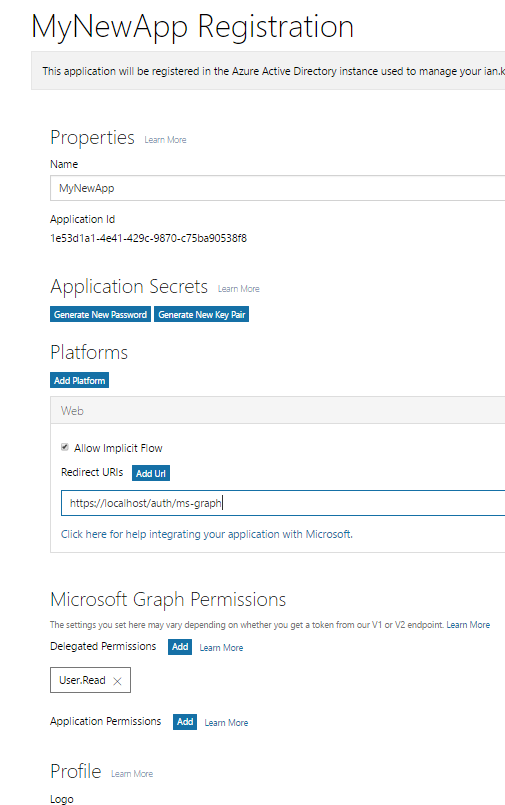 MyNewApp Registration
This application will be registered in the Azure Active Directory instance used to manage your ian.k
Properties Learn More
Name
MyNewApp
Application Id
1e53d1a1-4e41-429c-9870-c75ba90538f8
Application Secrets Learn More
Generate New Password Generate New Key Pair
Platforms
Add Platform
Web
Allow Implicit Flow
Redirect URIs Add Url
https://localhost/auth/ms-graph
Click here for help integrating your application with Microsoft.
Microsoft Graph Permissions
The settings you set here may vary depending on whether you get a token from our V1 or V2 endpoint. Learn More
Delegated Permissions Add Learn More
User.Read
Application Permissions Add Learn More
Profile Learn More
Logo